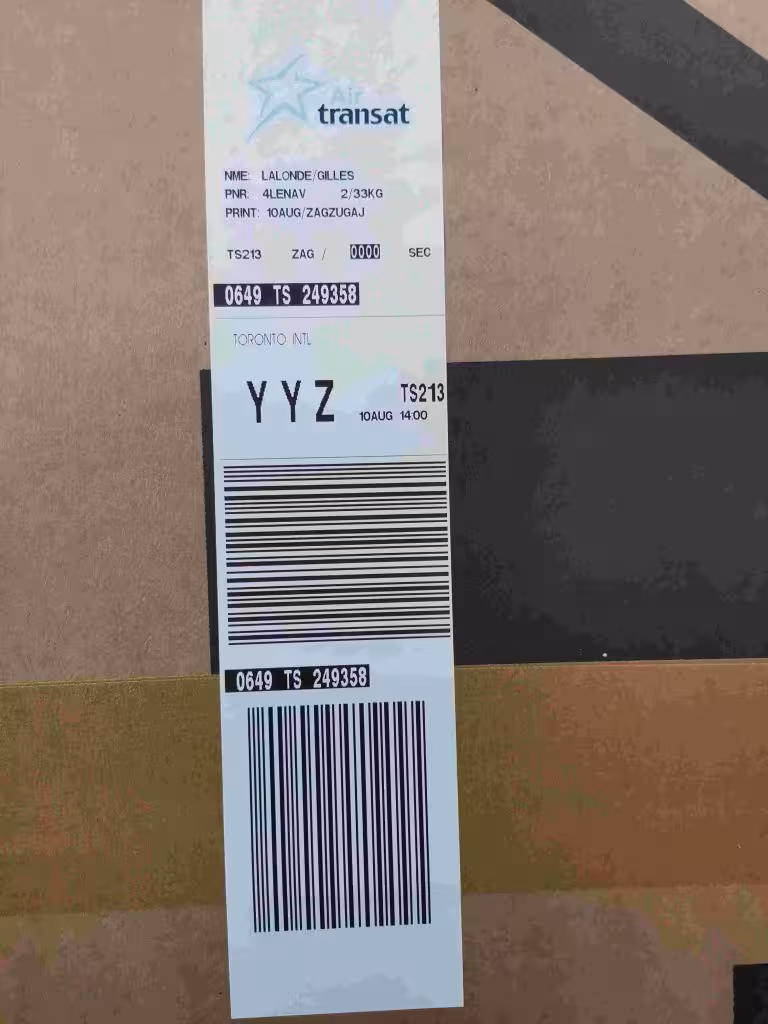 Air
transat
NME: LALONDE/GILLES
PNR: 4LENAV 2/33KG
PRINT: 10AUG/ZAGZUGAJ
TS213 ZAG / 0000 SEC
0649 TS 249358
TORONTO INTL
YYZ TS213
10AUG 14:00
0649 TS 249358